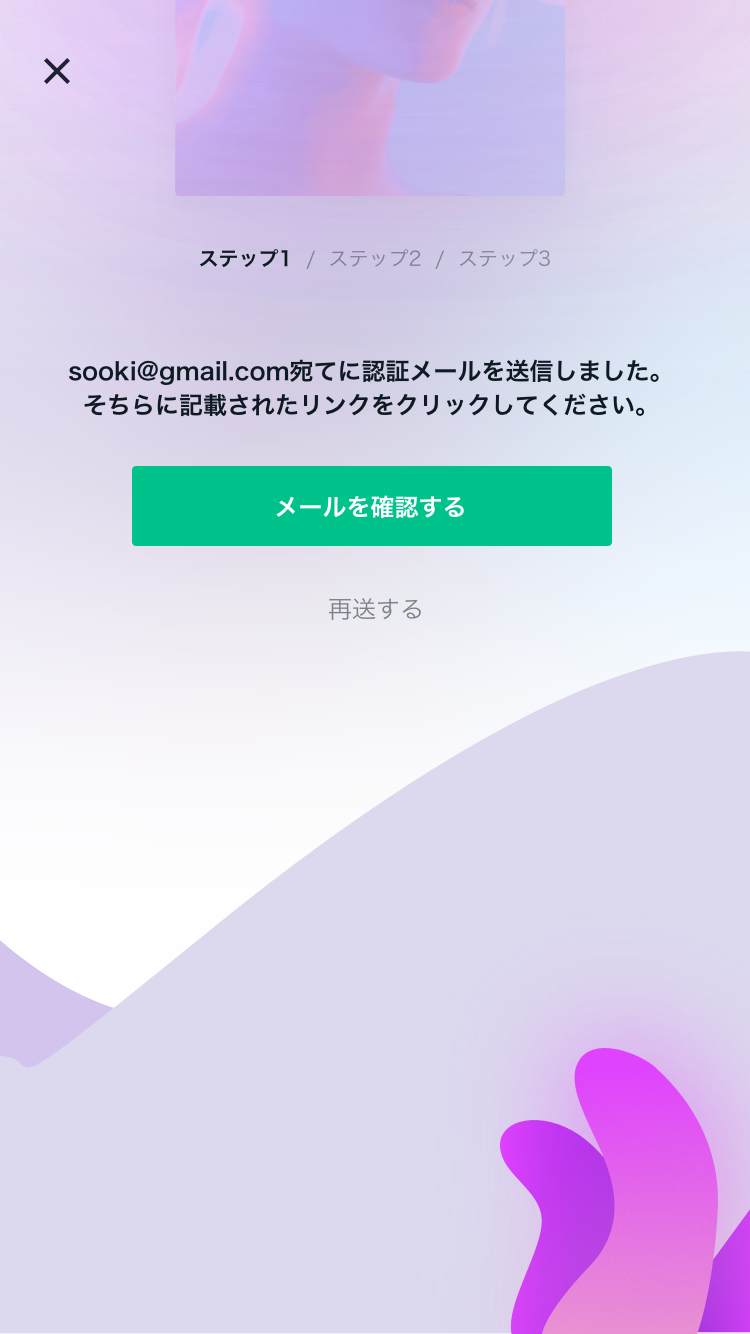 ステップ1 / ステップ2 / ステップ3
sooki@gmail.com宛てに認証メールを送信しました。
そちらに記載されたリンクをクリックしてください。
メールを確認する
再送する